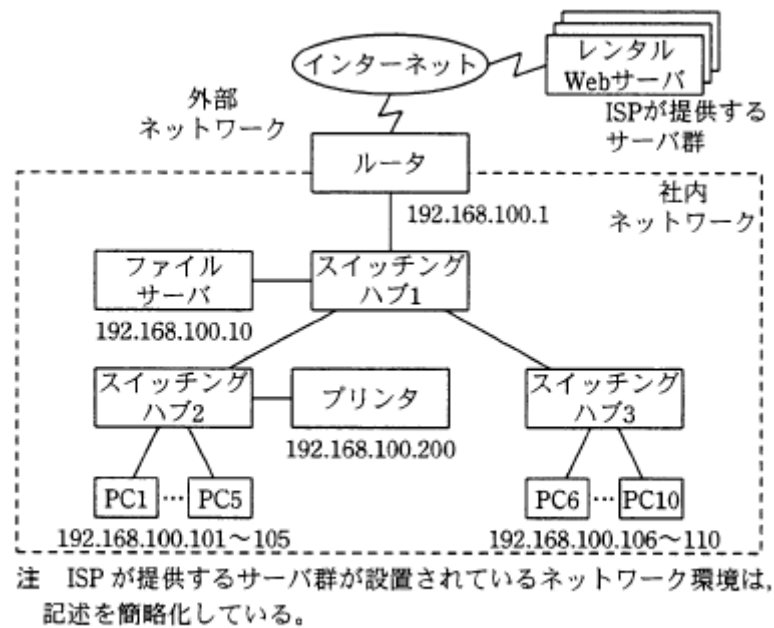 インターネット
レンタル
Webサーバ
ISPが提供する
サーバ群
外部
ネットワーク
ルータ
192.168.100.1
社内
ネットワーク
ファイル
サーバ
192.168.100.10
スイッチング
ハブ1
スイッチング
ハブ2
プリンタ
192.168.100.200
スイッチング
ハブ3
PC1 … PC5
192.168.100.101～105
PC6 … PC10
192.168.100.106～110
注 ISP が提供するサーバ群が設置されているネットワーク環境は，
記述を簡略化している。